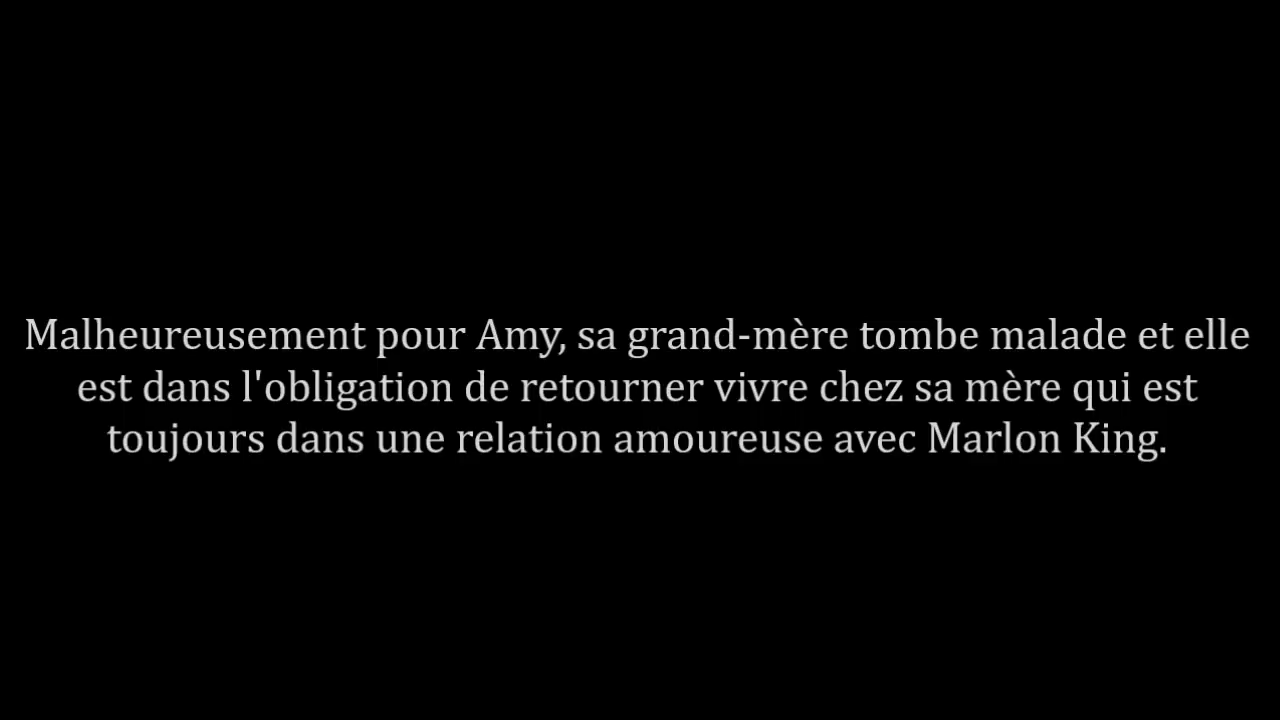 Malheureusement pour Amy, sa grand-mère tombe malade et elle
est dans l'obligation de retourner vivre chez sa mère qui est
toujours dans une relation amoureuse avec Marlon King.